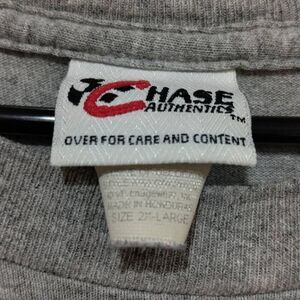 CHASE
AUTHENTICS
TM
OVER FOR CARE AND CONTENT
MADE IN HONDURAS
SIZE 2X-LARGE